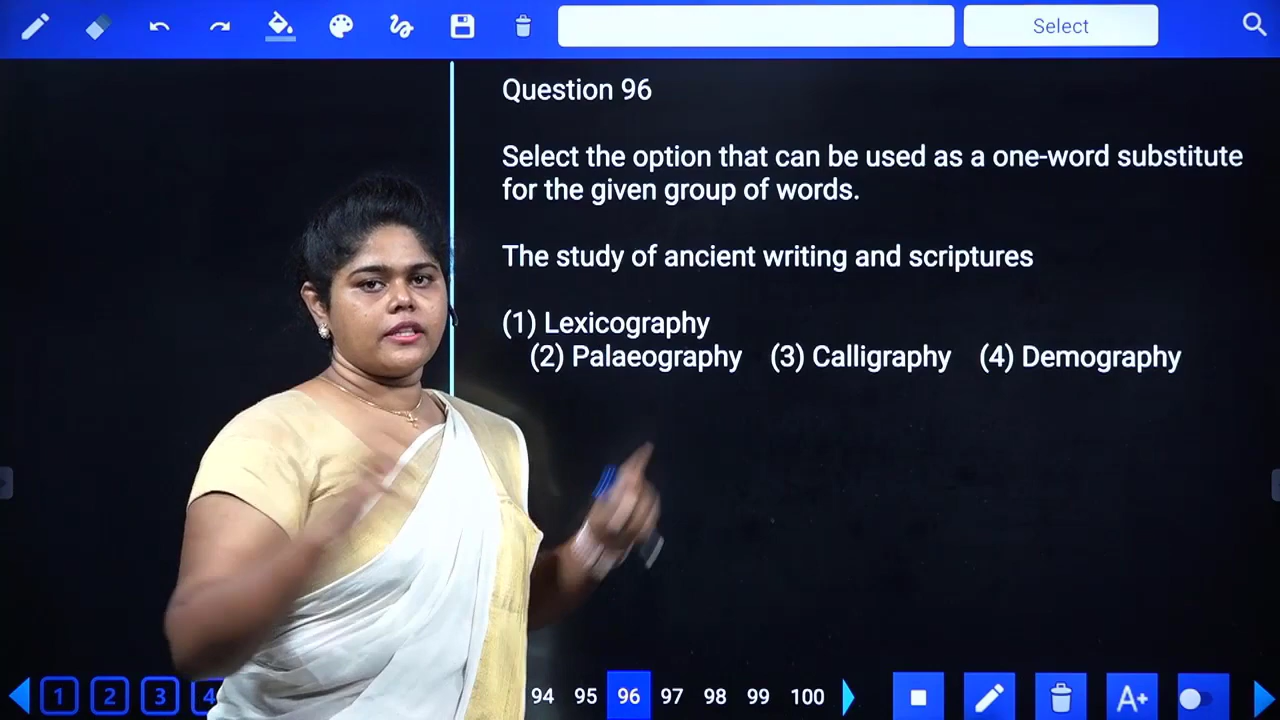 Select
Question 96
Select the option that can be used as a one-word substitute
for the given group of words.
The study of ancient writing and scriptures
(1) Lexicography
(2) Palaeography (3) Calligraphy (4) Demography
1 2 3 4 94 95 96 97 98 99 100 A+